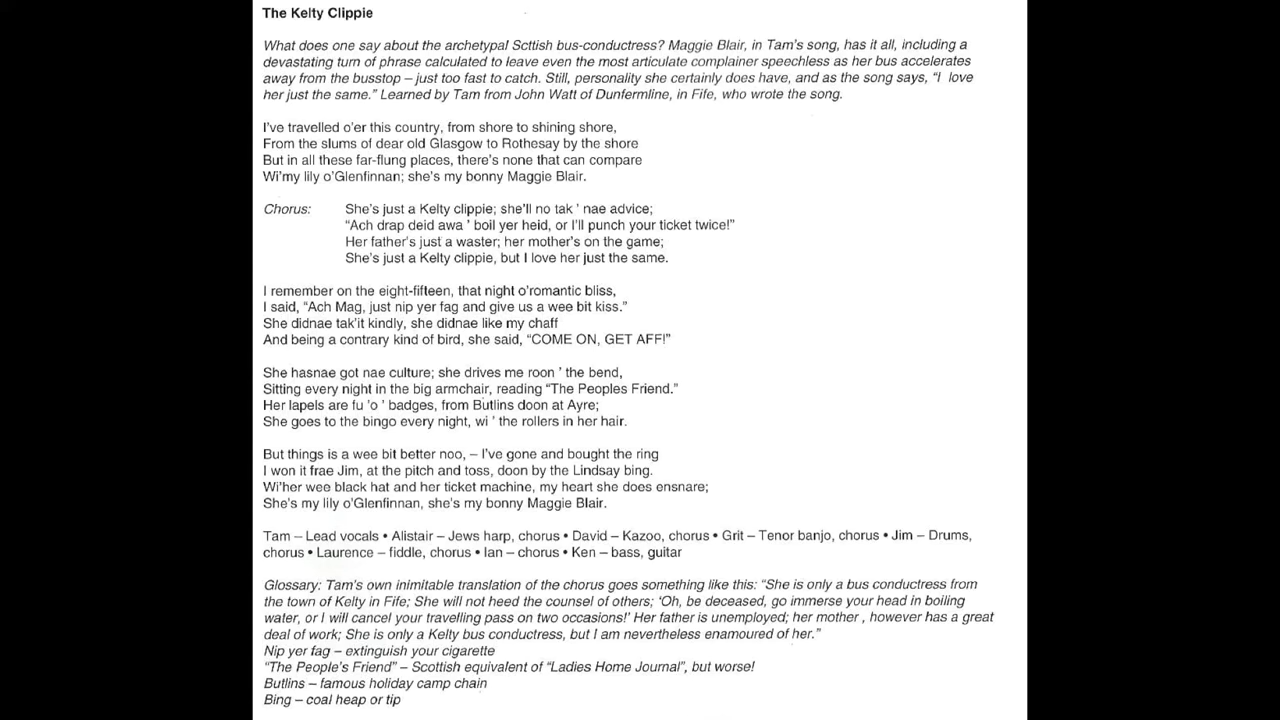 The Kelty Clippie
What does one say about the archetypal Scttish bus-conductress? Maggie Blair, in Tam's song, has it all, including a
devastating turn of phrase calculated to leave even the most articulate complainer speechless as her bus accelerates
away from the busstop – just too fast to catch. Still, personality she certainly does have, and as the song says, "I love
her just the same." Learned by Tam from John Watt of Dunfermline, in Fife, who wrote the song.
I've travelled o'er this country, from shore to shining shore,
From the slums of dear old Glasgow to Rothesay by the shore
But in all these far-flung places, there's none that can compare
Wi'my lily o'Glenfinnan; she's my bonny Maggie Blair.
Chorus: She's just a Kelty clippie; she'll no tak ' nae advice;
"Ach drap deid awa ' boil yer heid, or I'll punch your ticket twice!"
Her father's just a waster; her mother's on the game;
She's just a Kelty clippie, but I love her just the same.
I remember on the eight-fifteen, that night o'romantic bliss,
I said, "Ach Mag, just nip yer fag and give us a wee bit kiss."
She didnae tak'it kindly, she didnae like my chaff
And being a contrary kind of bird, she said, "COME ON, GET AFF!"
She hasnae got nae culture; she drives me roon ' the bend,
Sitting every night in the big armchair, reading "The Peoples Friend."
Her lapels are fu 'o ' badges, from Butlins doon at Ayre;
She goes to the bingo every night, wi ' the rollers in her hair.
But things is a wee bit better noo, – I've gone and bought the ring
I won it frae Jim, at the pitch and toss, doon by the Lindsay bing.
Wi'her wee black hat and her ticket machine, my heart she does ensnare;
She's my lily o'Glenfinnan, she's my bonny Maggie Blair.
Tam – Lead vocals • Alistair – Jews harp, chorus • David – Kazoo, chorus • Grit – Tenor banjo, chorus • Jim – Drums,
chorus • Laurence – fiddle, chorus • Ian – chorus • Ken – bass, guitar
Glossary: Tam's own inimitable translation of the chorus goes something like this: "She is only a bus conductress from
the town of Kelty in Fife; She will not heed the counsel of others; 'Oh, be deceased, go immerse your head in boiling
water, or I will cancel your travelling pass on two occasions!' Her father is unemployed; her mother , however has a great
deal of work; She is only a Kelty bus conductress, but I am nevertheless enamoured of her."
Nip yer fag – extinguish your cigarette
"The People's Friend" – Scottish equivalent of "Ladies Home Journal", but worse!
Butlins – famous holiday camp chain
Bing – coal heap or tip